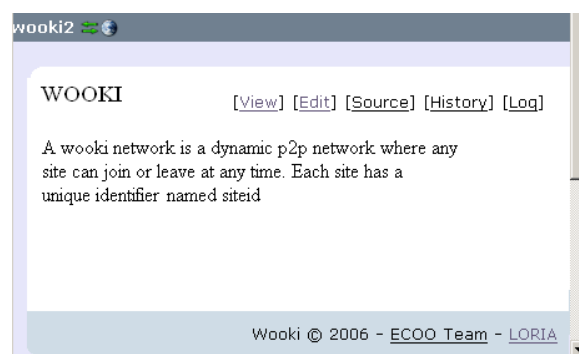 wooki2
WOOKI
[View] [Edit] [Source] [History] [Log]
A wooki network is a dynamic p2p network where any
site can join or leave at any time. Each site has a
unique identifier named siteid
Wooki © 2006 - ECOO Team - LORIA